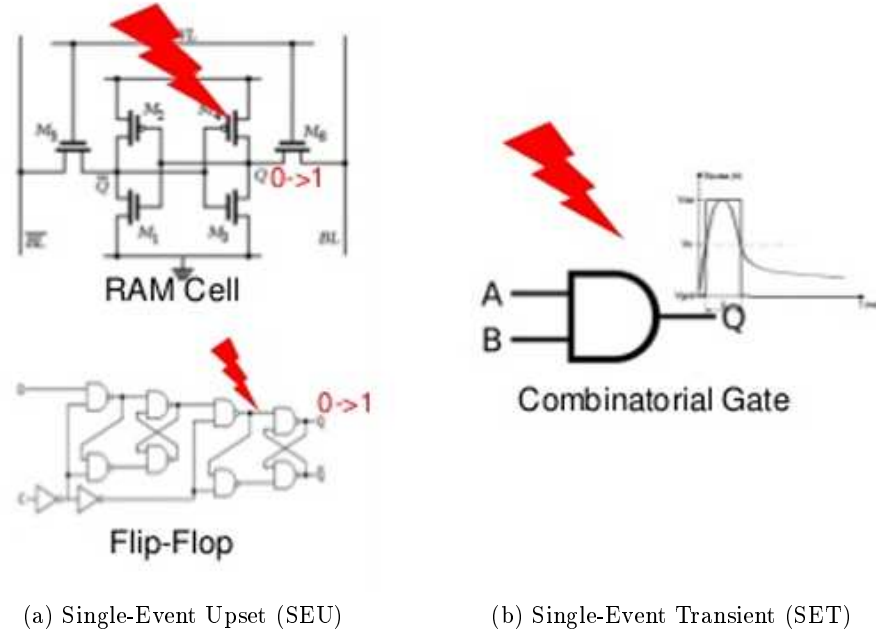 M₂
M₅
M₆
Q̅
Q
0->1
M₁
M₃
B̅L̅
BL
RAM Cell
0->1
Q
Q̅
Flip-Flop
A
B
Q
Combinatorial Gate
(a) Single-Event Upset (SEU)
(b) Single-Event Transient (SET)